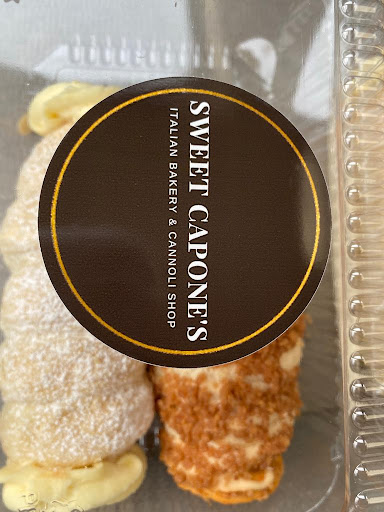 SWEET CAPONE'S
ITALIAN BAKERY & CANNOLI SHOP